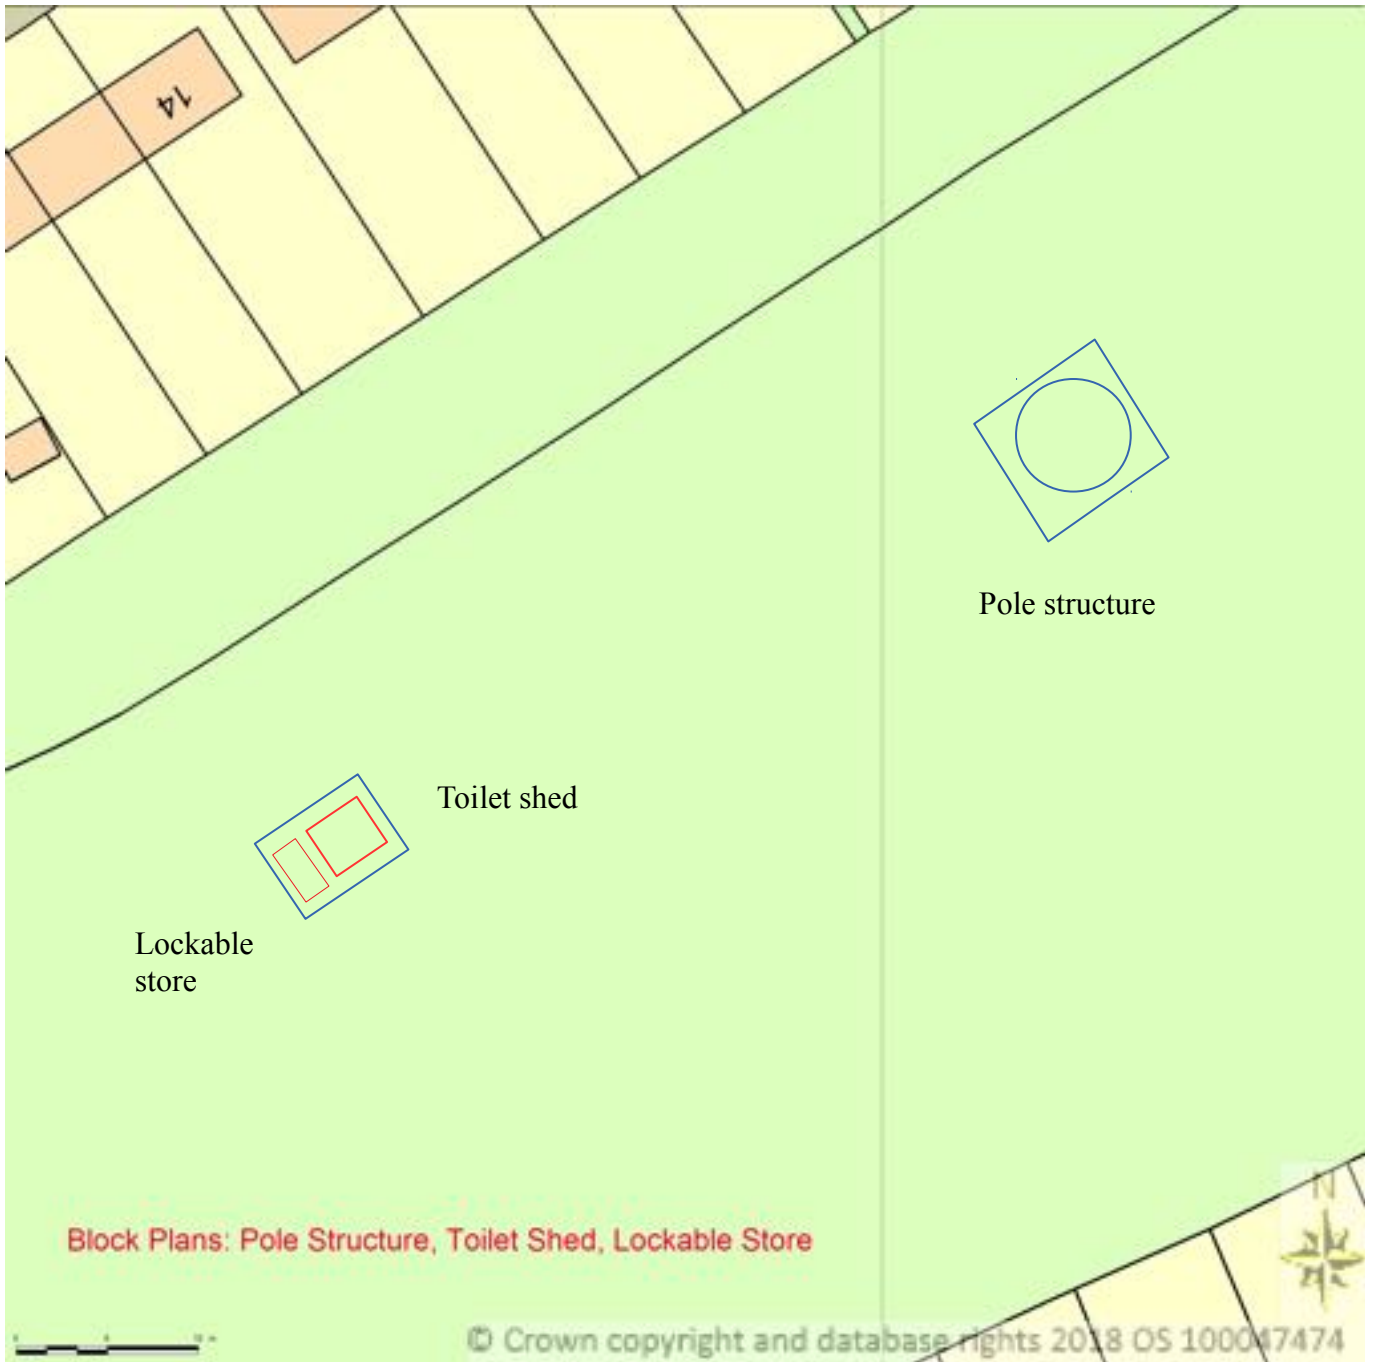 14
Pole structure
Toilet shed
Lockable
store
Block Plans: Pole Structure, Toilet Shed, Lockable Store
N
© Crown copyright and database rights 2018 OS 100047474